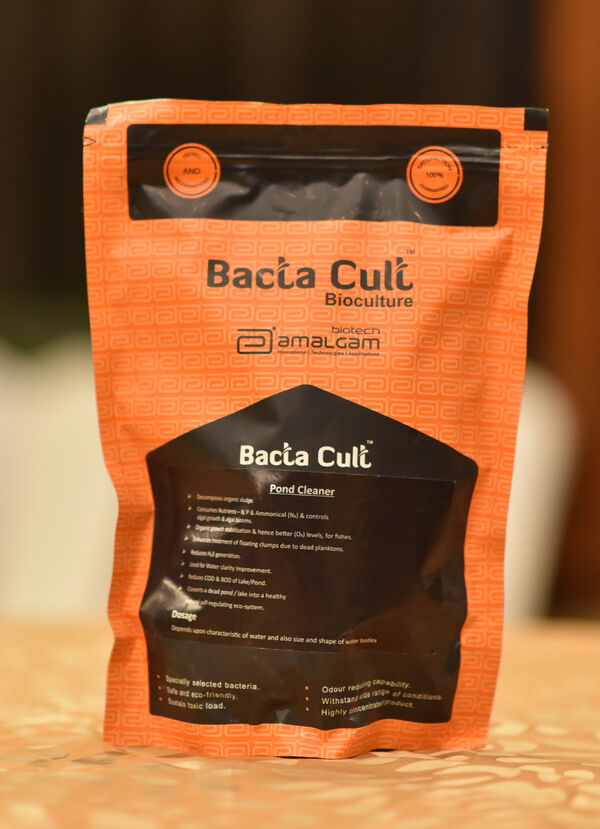 AND
100%
Bacta Cult™
Bioculture
biotech
amalgam
Innovations | Technologies | Applications
Bacta Cult™
Pond Cleaner
➤ Decomposes organic sludge.
➤ Consumes Nutrients – N, P & Ammonical (N₂) & controls
algal growth & algal blooms.
➤ Organic growth stabilization & hence better (O₂) levels, for fishes.
➤ Enhances treatment of floating clumps due to dead planktons.
➤ Reduces H₂S generation.
➤ Used for Water clarity Improvement.
➤ Reduces COD & BOD of Lake/Pond.
➤ Converts a dead pond / lake into a healthy
natural self-regulating eco-system.
Dosage
Depends upon characteristic of water and also size and shape of water bodies
• Specially selected bacteria.
• Safe and eco-friendly.
• Sustain toxic load.
• Odour reducing capability.
• Withstand wide range of conditions.
• Highly concentrated product.